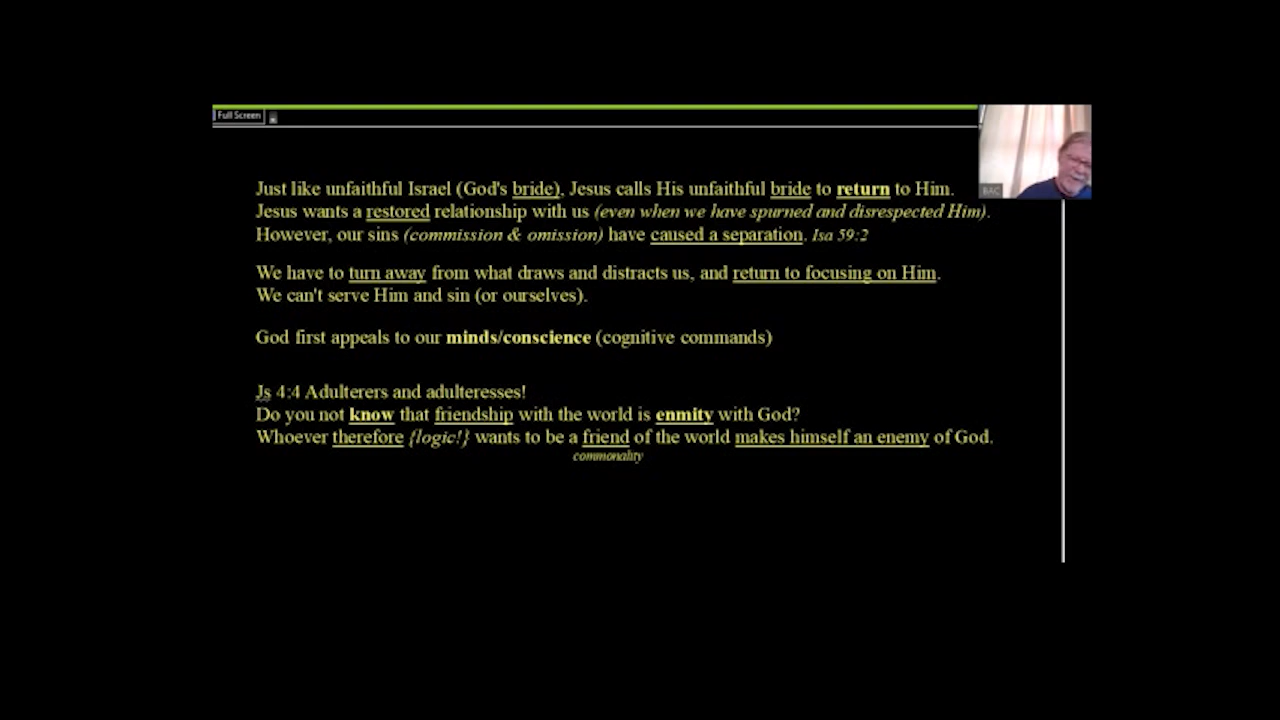 Full Screen
BAC
Just like unfaithful Israel (God's bride), Jesus calls His unfaithful bride to return to Him.
Jesus wants a restored relationship with us (even when we have spurned and disrespected Him).
However, our sins (commission & omission) have caused a separation. Isa 59:2
We have to turn away from what draws and distracts us, and return to focusing on Him.
We can't serve Him and sin (or ourselves).
God first appeals to our minds/conscience (cognitive commands)
Js 4:4 Adulterers and adulteresses!
Do you not know that friendship with the world is enmity with God?
Whoever therefore {logic!} wants to be a friend of the world makes himself an enemy of God.
commonality